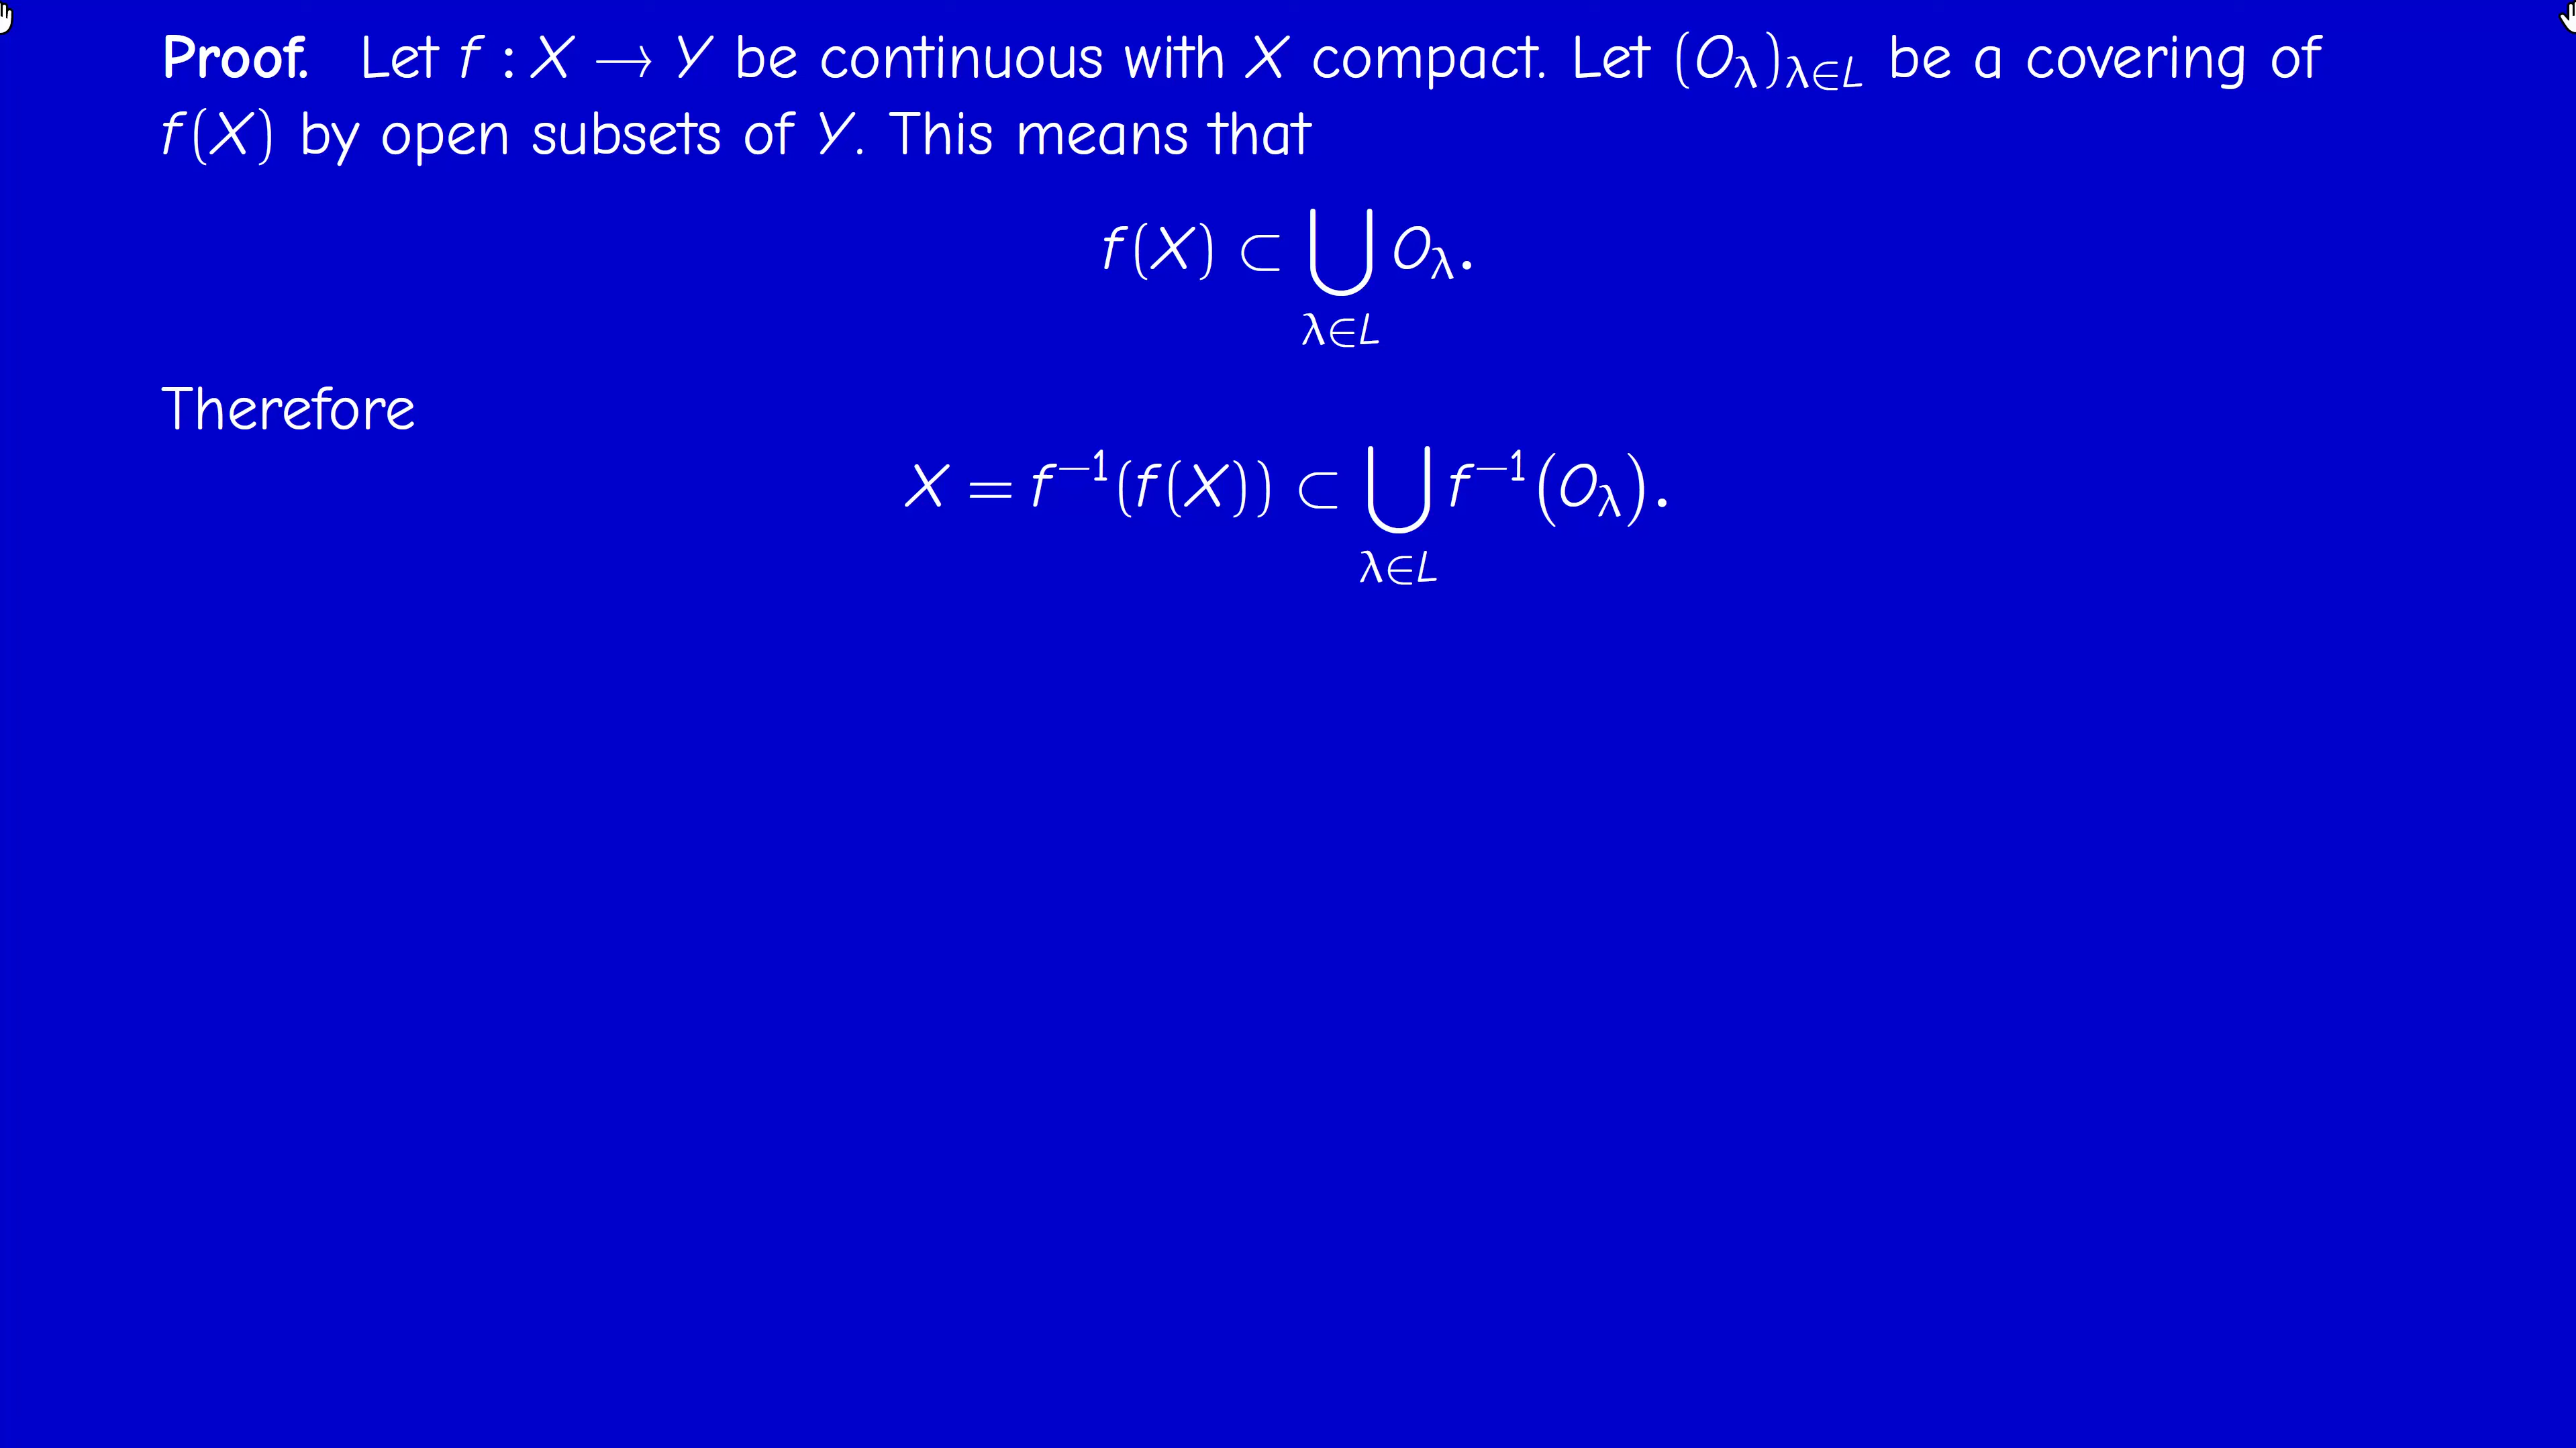 Proof. Let f : X → Y be continuous with X compact. Let (O_λ)_{λ∈L} be a covering of
f(X) by open subsets of Y. This means that
f(X) ⊂ ⋃_{λ∈L} O_λ.
Therefore
X = f⁻¹(f(X)) ⊂ ⋃_{λ∈L} f⁻¹(O_λ).